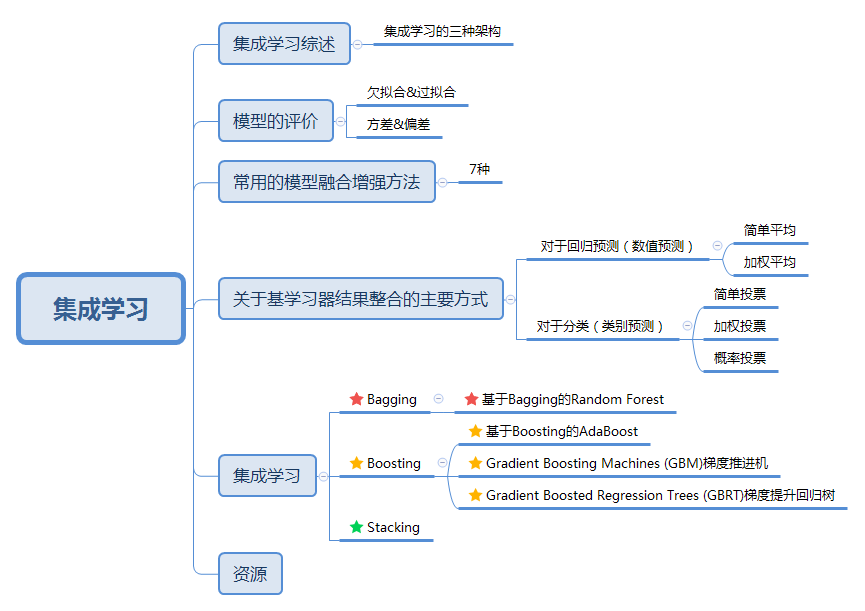 集成学习
集成学习综述
集成学习的三种架构
模型的评价
欠拟合&过拟合
方差&偏差
常用的模型融合增强方法
7种
关于基学习器结果整合的主要方式
对于回归预测（数值预测）
简单平均
加权平均
对于分类（类别预测）
简单投票
加权投票
概率投票
集成学习
Bagging
基于Bagging的Random Forest
Boosting
基于Boosting的AdaBoost
Gradient Boosting Machines (GBM)梯度推进机
Gradient Boosted Regression Trees (GBRT)梯度提升回归树
Stacking
资源